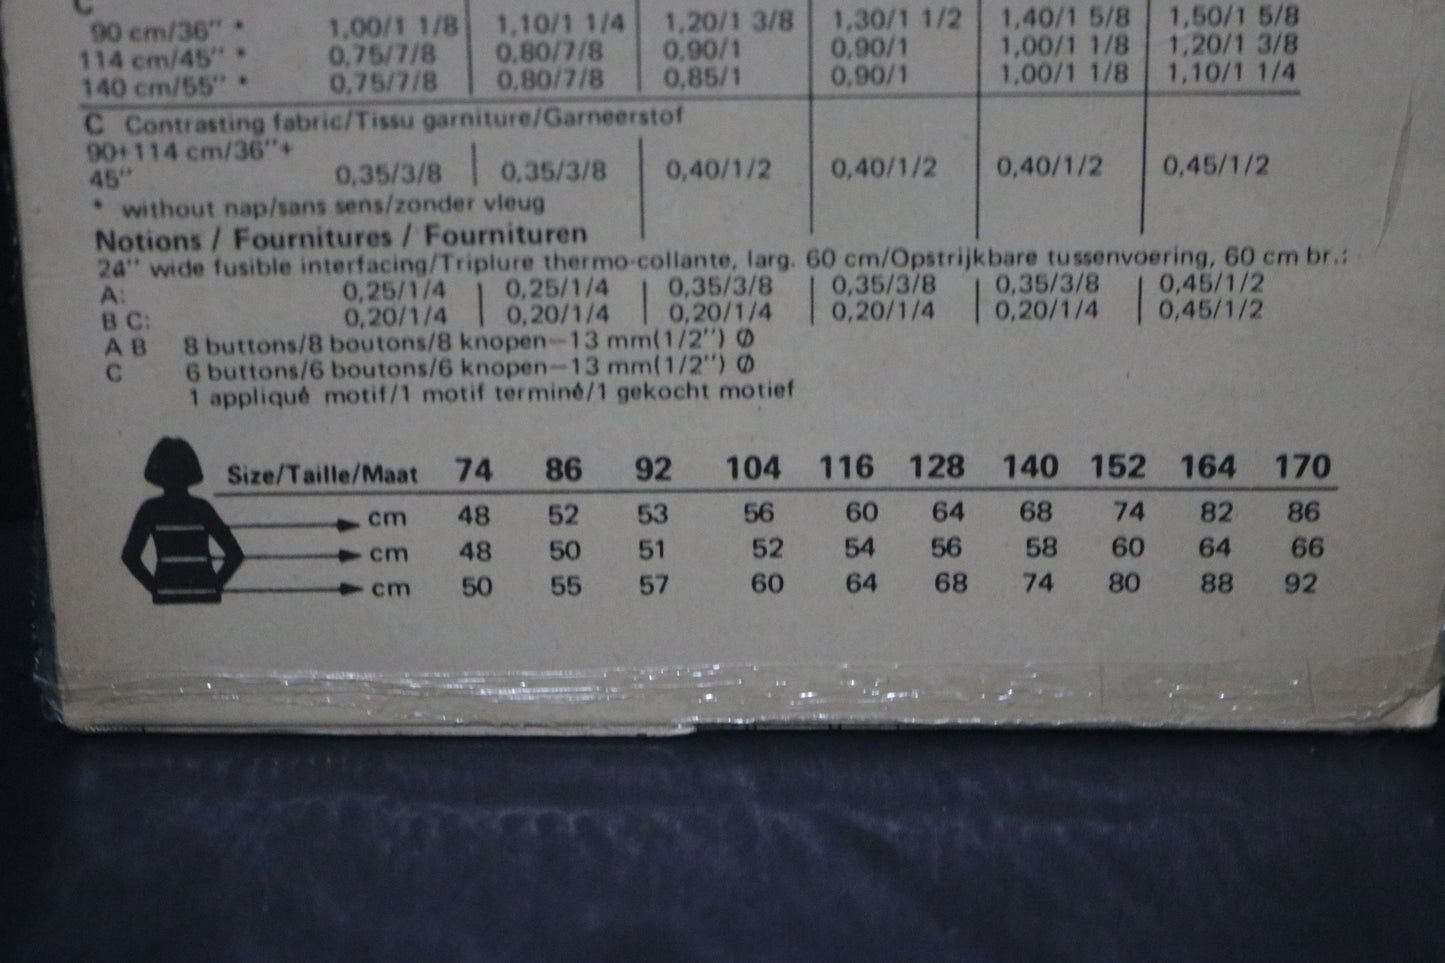 C
90 cm/36" * 1,00/1 1/8 1,10/1 1/4 1,20/1 3/8 1,30/1 1/2 1,40/1 5/8 1,50/1 5/8
114 cm/45" * 0,75/7/8 0,80/7/8 0,90/1 0,90/1 1,00/1 1/8 1,20/1 3/8
140 cm/55" * 0,75/7/8 0,80/7/8 0,85/1 0,90/1 1,00/1 1/8 1,10/1 1/4
C Contrasting fabric/Tissu garniture/Garneerstof
90+114 cm/36"+
45" 0,35/3/8 0,35/3/8 0,40/1/2 0,40/1/2 0,40/1/2 0,45/1/2
* without nap/sans sens/zonder vleug
Notions / Fournitures / Fournituren
24" wide fusible interfacing/Triplure thermo-collante, larg. 60 cm/Opstrijkbare tussenvoering, 60 cm br.:
A: 0,25/1/4 0,25/1/4 0,35/3/8 0,35/3/8 0,35/3/8 0,45/1/2
B C: 0,20/1/4 0,20/1/4 0,20/1/4 0,20/1/4 0,20/1/4 0,45/1/2
A B 8 buttons/8 boutons/8 knopen—13 mm(1/2") Ø
C 6 buttons/6 boutons/6 knopen—13 mm(1/2") Ø
1 appliqué motif/1 motif terminé/1 gekocht motief
Size/Taille/Maat 74 86 92 104 116 128 140 152 164 170
cm 48 52 53 56 60 64 68 74 82 86
cm 48 50 51 52 54 56 58 60 64 66
cm 50 55 57 60 64 68 74 80 88 92